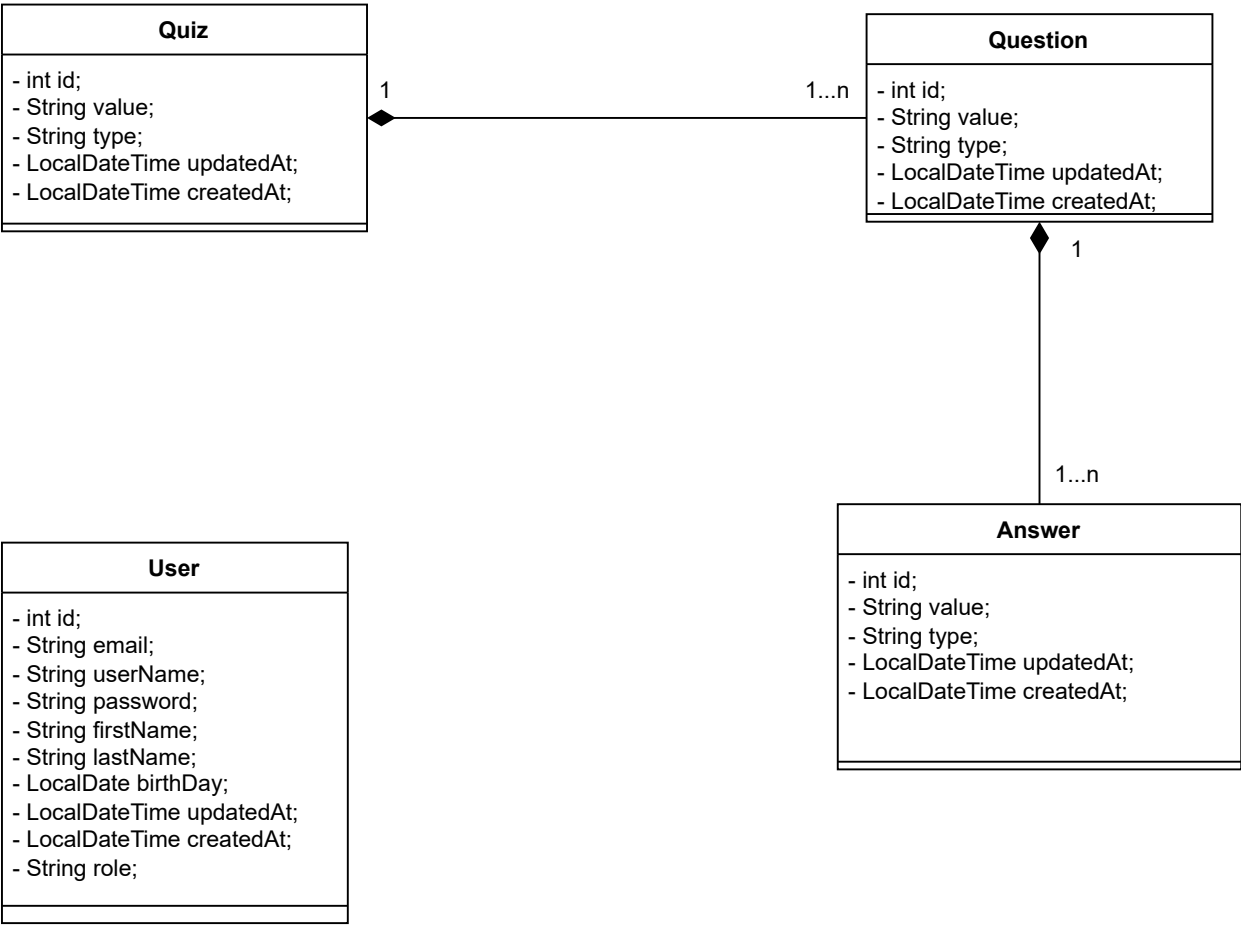 Quiz
- int id;
- String value;
- String type;
- LocalDateTime updatedAt;
- LocalDateTime createdAt;
1
1...n
Question
- int id;
- String value;
- String type;
- LocalDateTime updatedAt;
- LocalDateTime createdAt;
1
1...n
Answer
- int id;
- String value;
- String type;
- LocalDateTime updatedAt;
- LocalDateTime createdAt;
User
- int id;
- String email;
- String userName;
- String password;
- String firstName;
- String lastName;
- LocalDate birthDay;
- LocalDateTime updatedAt;
- LocalDateTime createdAt;
- String role;